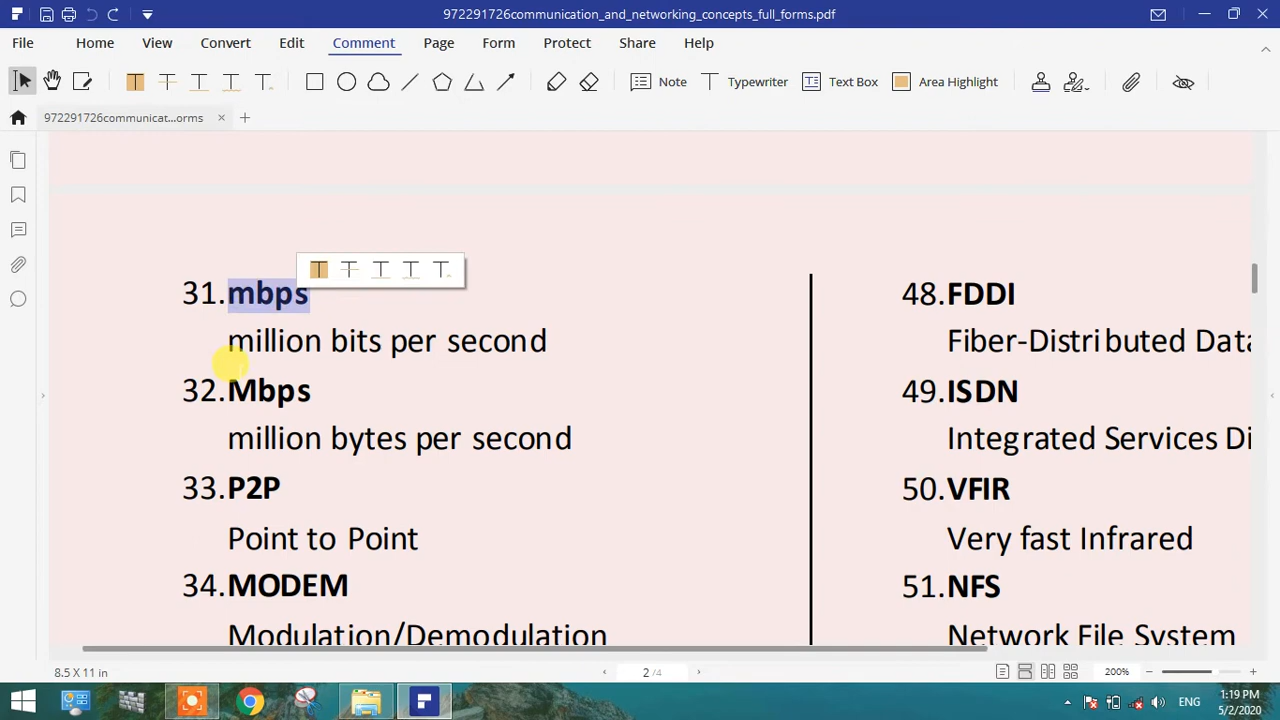 972291726communication_and_networking_concepts_full_forms.pdf
File Home View Convert Edit Comment Page Form Protect Share Help
Note Typewriter Text Box Area Highlight
972291726communicat...orms
31.mbps
million bits per second
32.Mbps
million bytes per second
33.P2P
Point to Point
34.MODEM
Modulation/Demodulation
48.FDDI
Fiber-Distributed Data
49.ISDN
Integrated Services Di
50.VFIR
Very fast Infrared
51.NFS
Network File System
8.5 X 11 in
2/4
200%
ENG
1:19 PM
5/2/2020